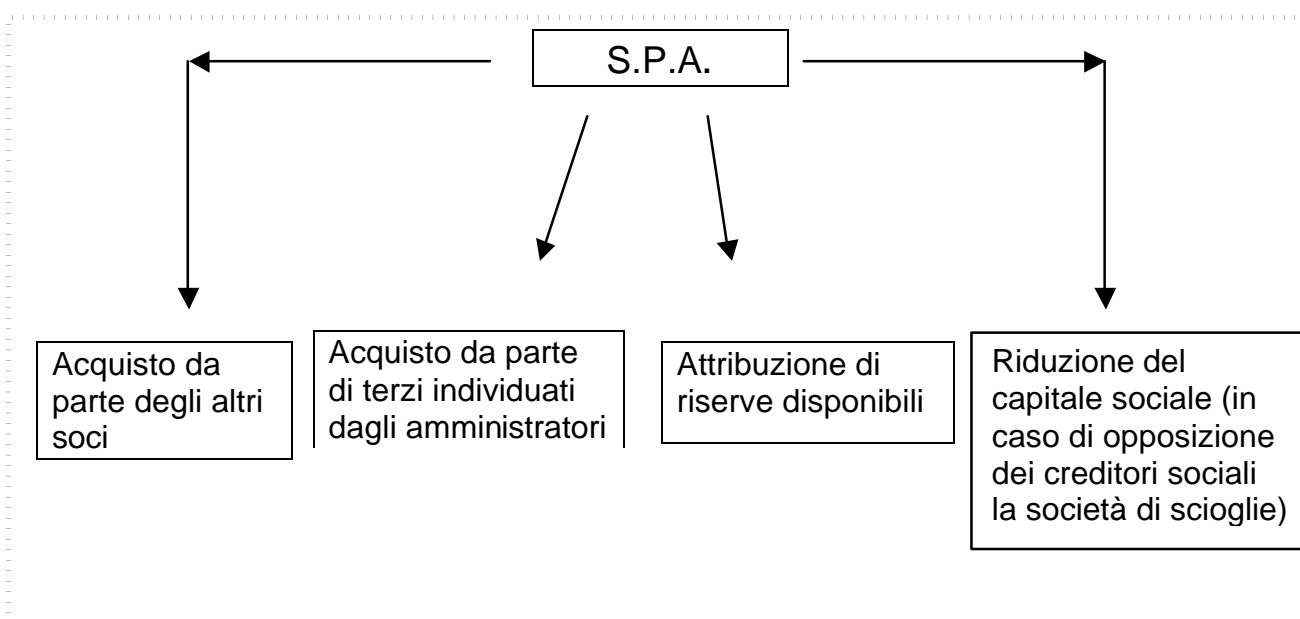 S.P.A.
Acquisto da
parte degli altri
soci
Acquisto da parte
di terzi individuati
dagli amministratori
Attribuzione di
riserve disponibili
Riduzione del
capitale sociale (in
caso di opposizione
dei creditori sociali
la società di scioglie)